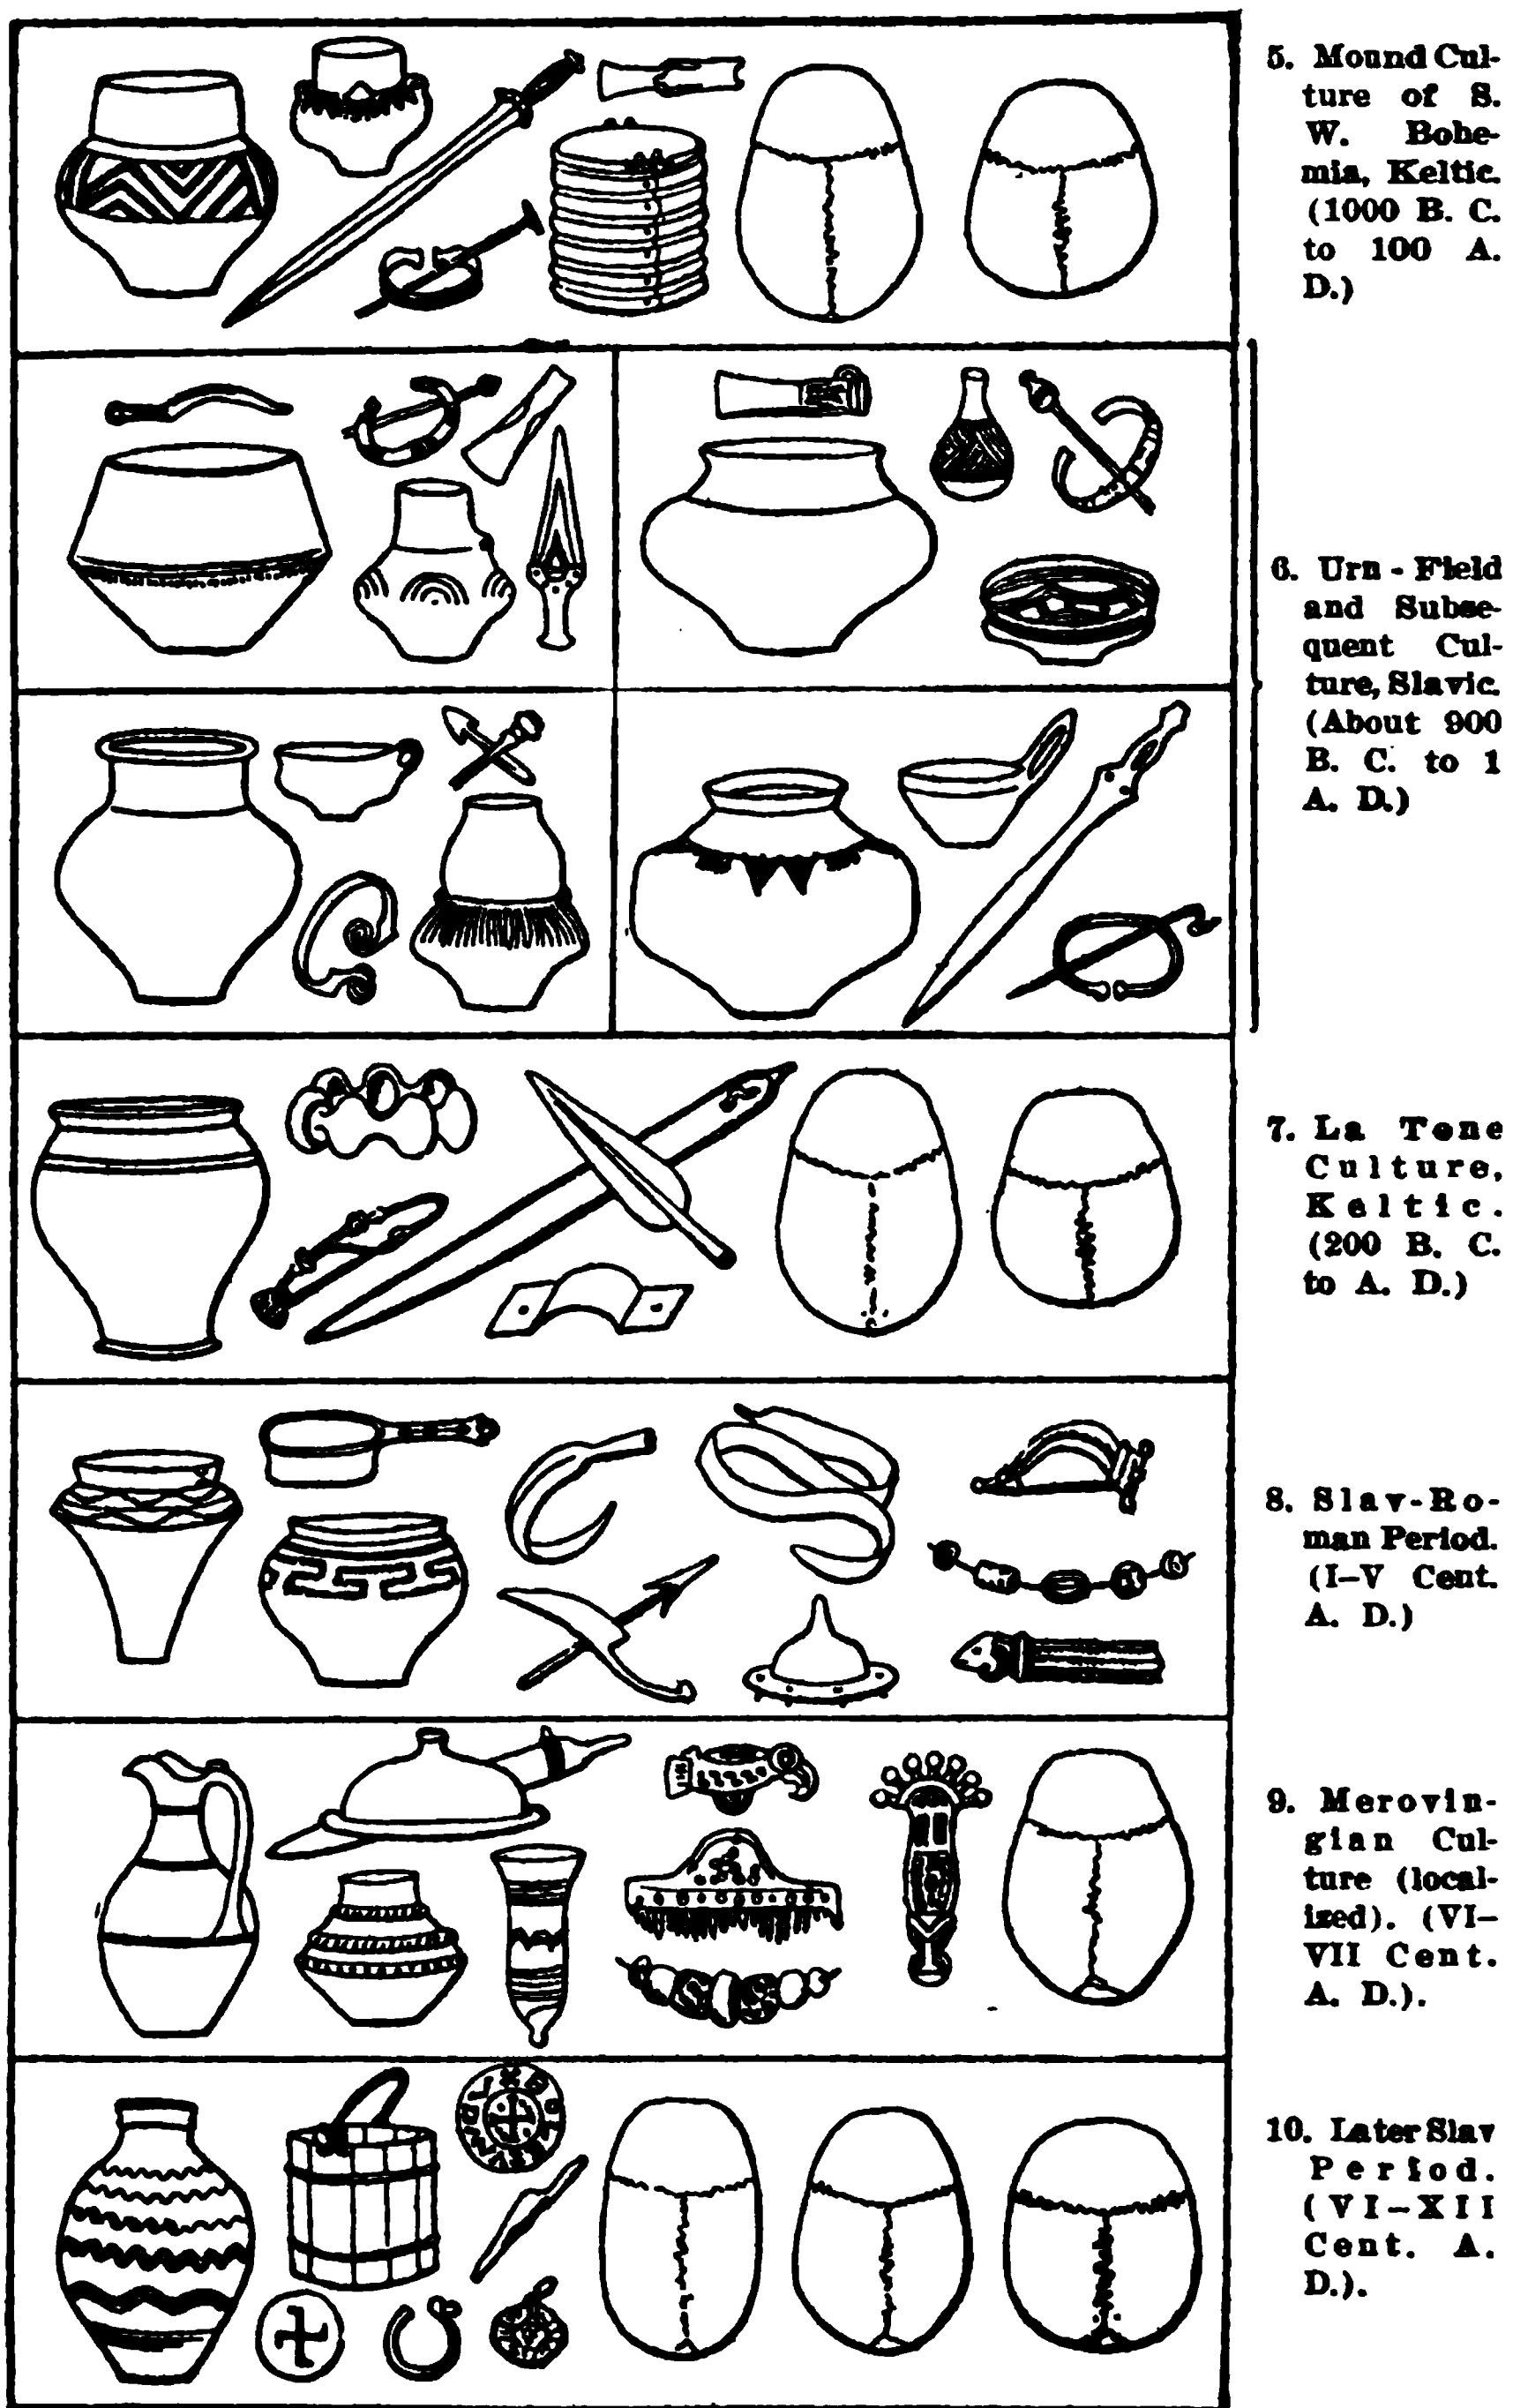 5. Mound Cul-
ture of S.
W. Bohe-
mia, Keltic.
(1000 B. C.
to 100 A.
D.)
6. Urn-Field
and Subse-
quent Cul-
ture, Slavic.
(About 900
B. C. to 1
A. D.)
7. La Tene
Culture,
Keltic.
(200 B. C.
to A. D.)
8. Slav-Ro-
man Period.
(I–V Cent.
A. D.)
9. Merovin-
gian Cul-
ture (local-
ized). (VI–
VII Cent.
A. D.).
10. Later Slav
Period.
(VI–XII
Cent. A.
D.).